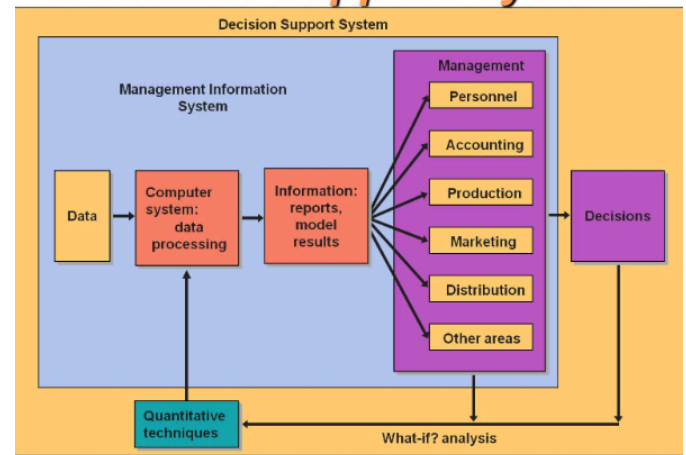 Decision Support System
Management Information
System
Management
Personnel
Accounting
Production
Marketing
Distribution
Other areas
Data
Computer
system:
data
processing
Information:
reports,
model
results
Decisions
Quantitative
techniques
What-if? analysis